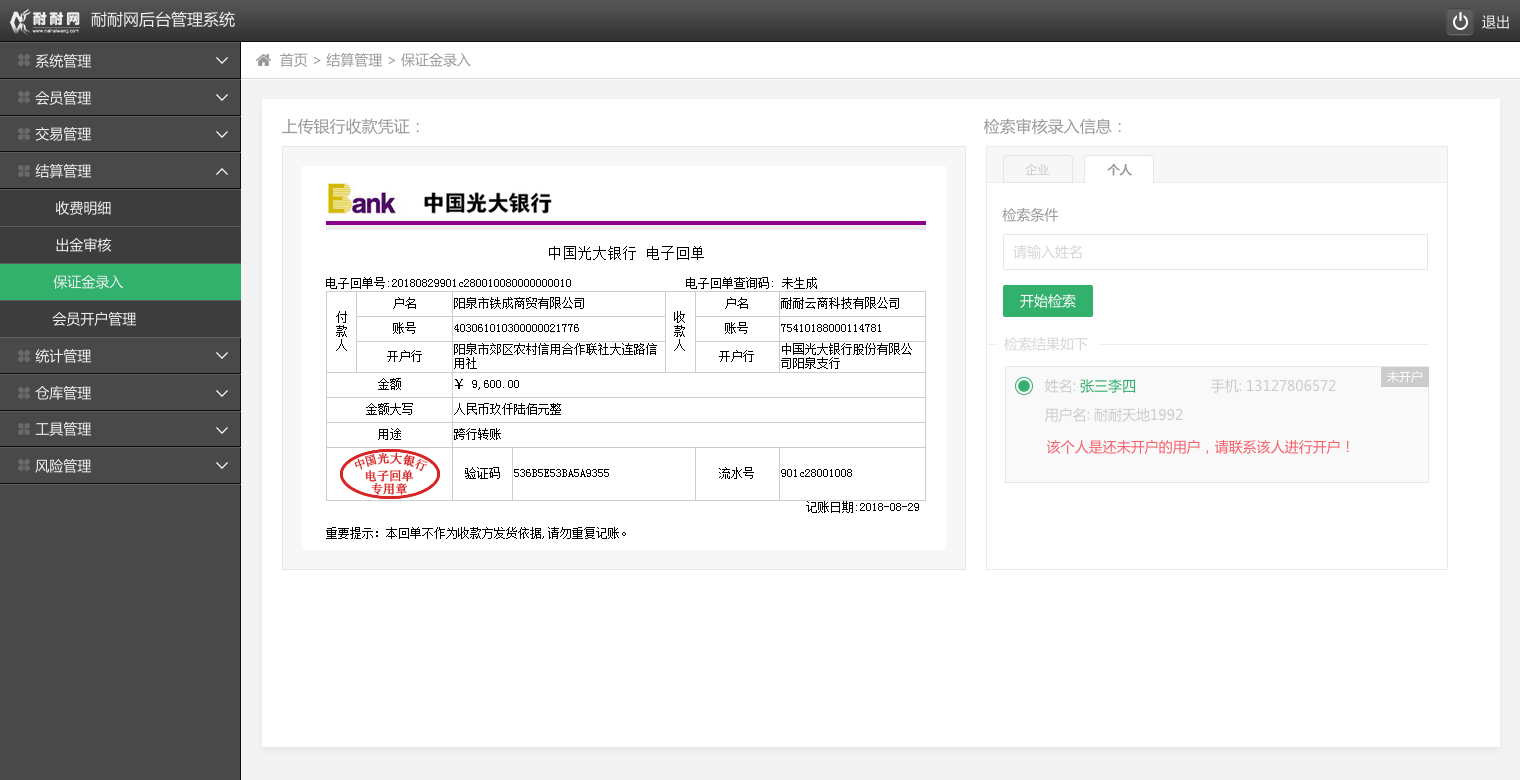 耐耐网 耐耐网后台管理系统 退出
www.nainaiwang.com
系统管理
会员管理
交易管理
结算管理
收费明细
出金审核
保证金录入
会员开户管理
统计管理
仓库管理
工具管理
风险管理
首页 > 结算管理 > 保证金录入
上传银行收款凭证：
Bank 中国光大银行
中国光大银行 电子回单
电子回单号:20180829901c280010080000000010 电子回单查询码: 未生成
付款人 户名 阳泉市铁成商贸有限公司 收款人 户名 耐耐云商科技有限公司
账号 403061010300000021776 账号 75410188000114781
开户行 阳泉市郊区农村信用合作联社大连路信用社 开户行 中国光大银行股份有限公司阳泉支行
金额 ￥ 9,600.00
金额大写 人民币玖仟陆佰元整
用途 跨行转账
中国光大银行
电子回单
专用章
验证码 536B5E53BA5A9355 流水号 901c28001008
记账日期:2018-08-29
重要提示: 本回单不作为收款方发货依据,请勿重复记账。
检索审核录入信息：
企业 个人
检索条件
请输入姓名
开始检索
检索结果如下
姓名: 张三李四 手机: 13127806572 未开户
用户名: 耐耐天地1992
该个人是还未开户的用户，请联系该人进行开户！